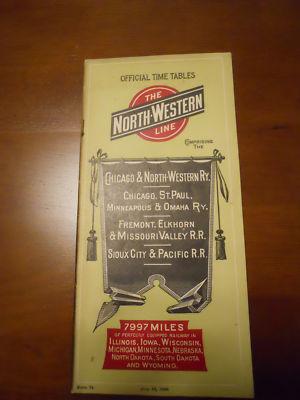 OFFICIAL TIME TABLES
THE
NORTH-WESTERN
LINE
COMPRISING
THE
CHICAGO & NORTH-WESTERN RY.
CHICAGO, ST. PAUL,
MINNEAPOLIS & OMAHA RY.
FREMONT, ELKHORN
& MISSOURI VALLEY R.R.
SIOUX CITY & PACIFIC R.R.
7997 MILES
OF PERFECTLY EQUIPPED RAILWAY IN
ILLINOIS, IOWA, WISCONSIN,
MICHIGAN, MINNESOTA, NEBRASKA,
NORTH DAKOTA, SOUTH DAKOTA
AND WYOMING.